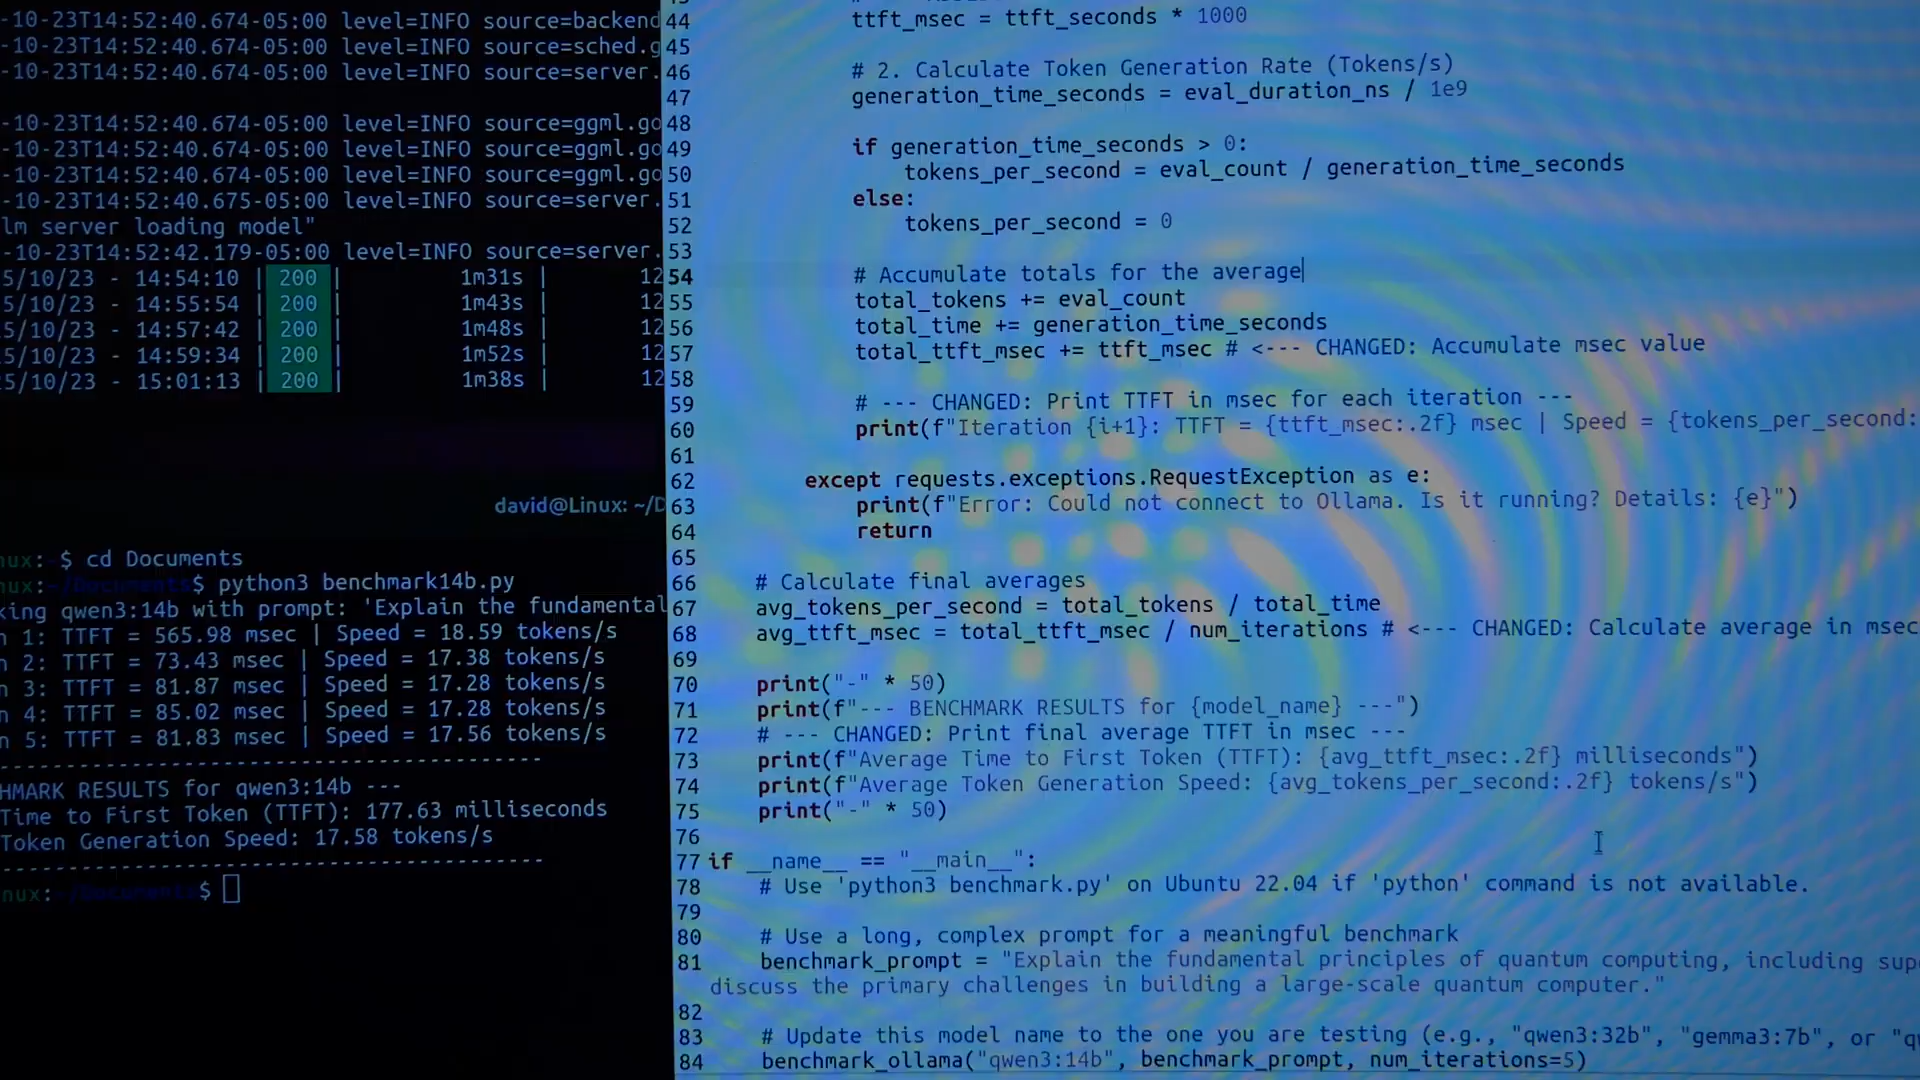 -10-23T14:52:40.674-05:00 level=INFO source=backend
-10-23T14:52:40.674-05:00 level=INFO source=sched.g
-10-23T14:52:40.674-05:00 level=INFO source=server.
-10-23T14:52:40.674-05:00 level=INFO source=ggml.go
-10-23T14:52:40.674-05:00 level=INFO source=ggml.go
-10-23T14:52:40.674-05:00 level=INFO source=ggml.go
-10-23T14:52:40.675-05:00 level=INFO source=server.
lm server loading model"
-10-23T14:52:42.179-05:00 level=INFO source=server.
5/10/23 - 14:54:10 | 200 | 1m31s | 12
5/10/23 - 14:55:54 | 200 | 1m43s | 12
5/10/23 - 14:57:42 | 200 | 1m48s | 12
5/10/23 - 14:59:34 | 200 | 1m52s | 12
5/10/23 - 15:01:13 | 200 | 1m38s | 12
david@Linux: ~/D
nux:~$ cd Documents
nux:~/Documents$ python3 benchmark14b.py
king qwen3:14b with prompt: 'Explain the fundamental
n 1: TTFT = 565.98 msec | Speed = 18.59 tokens/s
n 2: TTFT = 73.43 msec | Speed = 17.38 tokens/s
n 3: TTFT = 81.87 msec | Speed = 17.28 tokens/s
n 4: TTFT = 85.02 msec | Speed = 17.28 tokens/s
n 5: TTFT = 81.83 msec | Speed = 17.56 tokens/s
--------------------------------------------------
HMARK RESULTS for qwen3:14b ---
Time to First Token (TTFT): 177.63 milliseconds
Token Generation Speed: 17.58 tokens/s
--------------------------------------------------
nux:~/Documents$
44 ttft_msec = ttft_seconds * 1000
45
46 # 2. Calculate Token Generation Rate (Tokens/s)
47 generation_time_seconds = eval_duration_ns / 1e9
48
49 if generation_time_seconds > 0:
50 tokens_per_second = eval_count / generation_time_seconds
51 else:
52 tokens_per_second = 0
53
54 # Accumulate totals for the average
55 total_tokens += eval_count
56 total_time += generation_time_seconds
57 total_ttft_msec += ttft_msec # <--- CHANGED: Accumulate msec value
58
59 # --- CHANGED: Print TTFT in msec for each iteration ---
60 print(f"Iteration {i+1}: TTFT = {ttft_msec:.2f} msec | Speed = {tokens_per_second:
61
62 except requests.exceptions.RequestException as e:
63 print(f"Error: Could not connect to Ollama. Is it running? Details: {e}")
64 return
65
66 # Calculate final averages
67 avg_tokens_per_second = total_tokens / total_time
68 avg_ttft_msec = total_ttft_msec / num_iterations # <--- CHANGED: Calculate average in msec
69
70 print("-" * 50)
71 print(f"--- BENCHMARK RESULTS for {model_name} ---")
72 # --- CHANGED: Print final average TTFT in msec ---
73 print(f"Average Time to First Token (TTFT): {avg_ttft_msec:.2f} milliseconds")
74 print(f"Average Token Generation Speed: {avg_tokens_per_second:.2f} tokens/s")
75 print("-" * 50)
76
77 if __name__ == "__main__":
78 # Use 'python3 benchmark.py' on Ubuntu 22.04 if 'python' command is not available.
79
80 # Use a long, complex prompt for a meaningful benchmark
81 benchmark_prompt = "Explain the fundamental principles of quantum computing, including sup
discuss the primary challenges in building a large-scale quantum computer."
82
83 # Update this model name to the one you are testing (e.g., "qwen3:32b", "gemma3:7b", or "q
84 benchmark_ollama("qwen3:14b", benchmark_prompt, num_iterations=5)